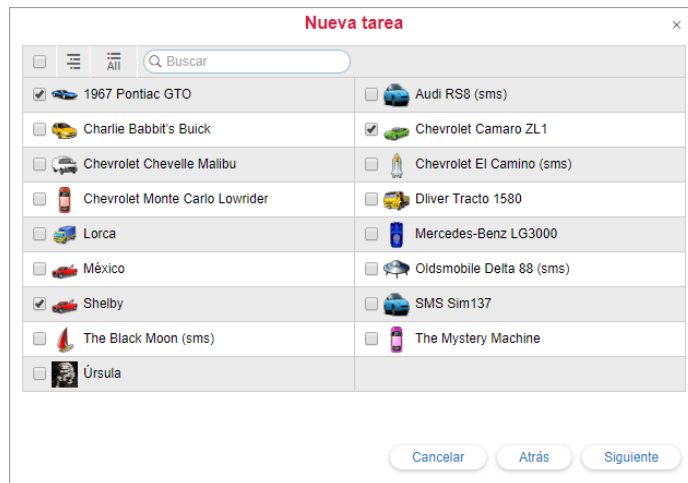 Nueva tarea
×
All
Buscar
1967 Pontiac GTO
Audi RS8 (sms)
Charlie Babbit's Buick
Chevrolet Camaro ZL1
Chevrolet Chevelle Malibu
Chevrolet El Camino (sms)
Chevrolet Monte Carlo Lowrider
Dliver Tracto 1580
Lorca
Mercedes-Benz LG3000
México
Oldsmobile Delta 88 (sms)
Shelby
SMS Sim137
The Black Moon (sms)
The Mystery Machine
Úrsula
Cancelar
Atrás
Siguiente